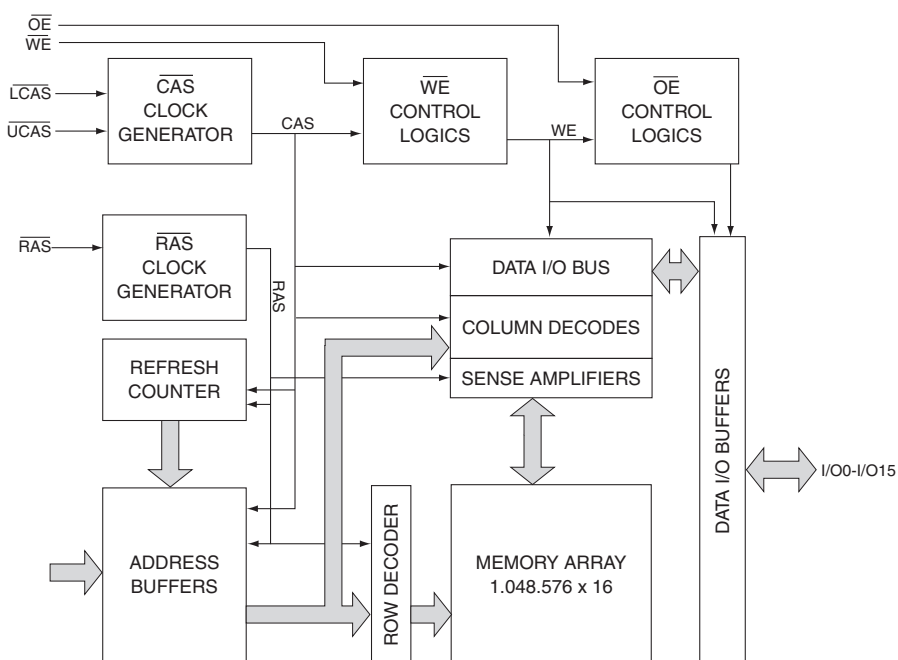 OE
WE
LCAS
UCAS
CAS
CLOCK
GENERATOR
CAS
WE
CONTROL
LOGICS
WE
OE
CONTROL
LOGICS
RAS
RAS
CLOCK
GENERATOR
RAS
DATA I/O BUS
COLUMN DECODES
SENSE AMPLIFIERS
REFRESH
COUNTER
DATA I/O BUFFERS
I/O0-I/O15
ADDRESS
BUFFERS
ROW DECODER
MEMORY ARRAY
1.048.576 x 16